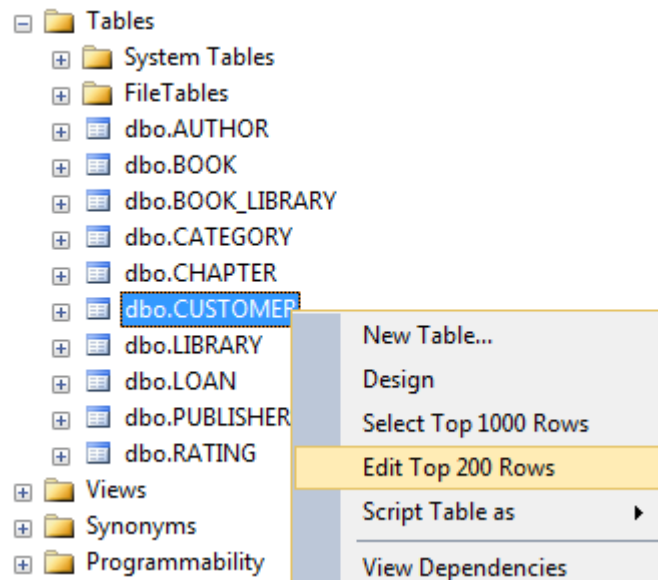 Tables
System Tables
FileTables
dbo.AUTHOR
dbo.BOOK
dbo.BOOK_LIBRARY
dbo.CATEGORY
dbo.CHAPTER
dbo.CUSTOMER
dbo.LIBRARY
dbo.LOAN
dbo.PUBLISHER
dbo.RATING
Views
Synonyms
Programmability
New Table...
Design
Select Top 1000 Rows
Edit Top 200 Rows
Script Table as
View Dependencies